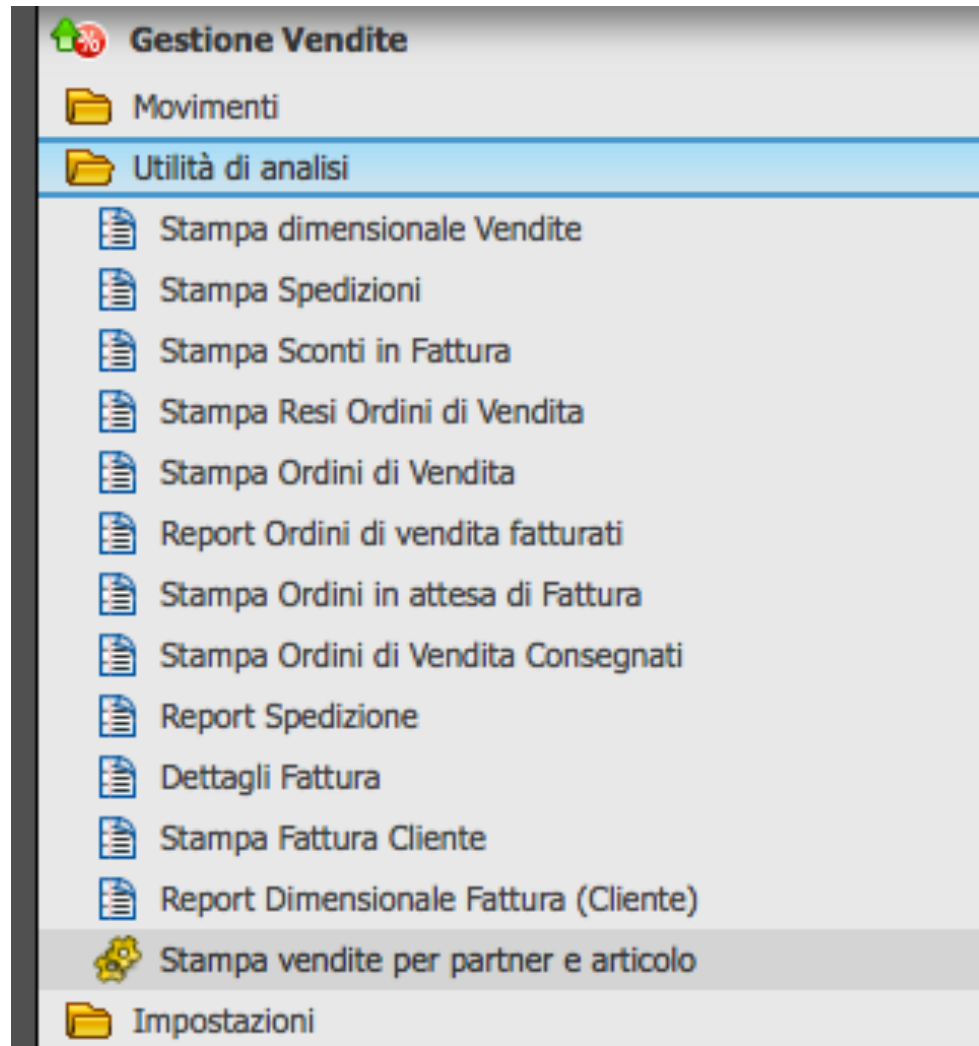 Gestione Vendite
Movimenti
Utilità di analisi
Stampa dimensionale Vendite
Stampa Spedizioni
Stampa Sconti in Fattura
Stampa Resi Ordini di Vendita
Stampa Ordini di Vendita
Report Ordini di vendita fatturati
Stampa Ordini in attesa di Fattura
Stampa Ordini di Vendita Consegnati
Report Spedizione
Dettagli Fattura
Stampa Fattura Cliente
Report Dimensionale Fattura (Cliente)
Stampa vendite per partner e articolo
Impostazioni